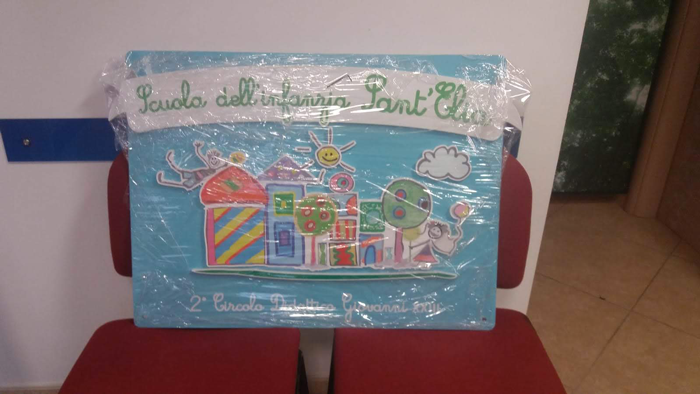 Scuola dell'infanzia Sant'Elia
2° Circolo Didattico Giovanni XXIII